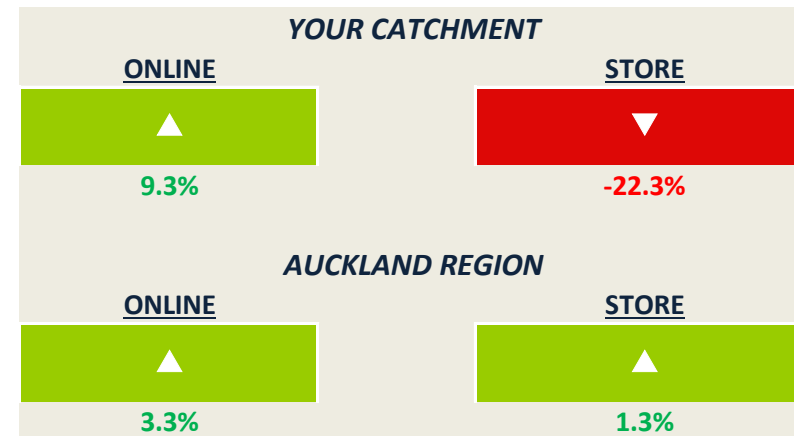 YOUR CATCHMENT
ONLINE STORE
9.3% -22.3%
AUCKLAND REGION
ONLINE STORE
3.3% 1.3%